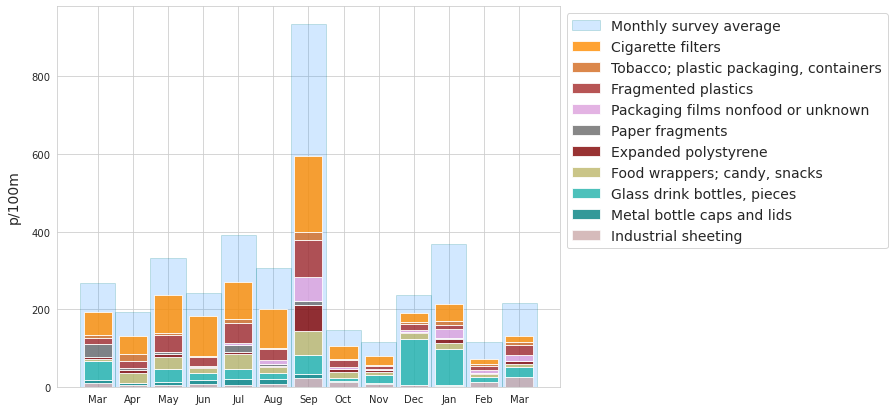 p/100m
800
600
400
200
0
Mar Apr May Jun Jul Aug Sep Oct Nov Dec Jan Feb Mar
Monthly survey average
Cigarette filters
Tobacco; plastic packaging, containers
Fragmented plastics
Packaging films nonfood or unknown
Paper fragments
Expanded polystyrene
Food wrappers; candy, snacks
Glass drink bottles, pieces
Metal bottle caps and lids
Industrial sheeting